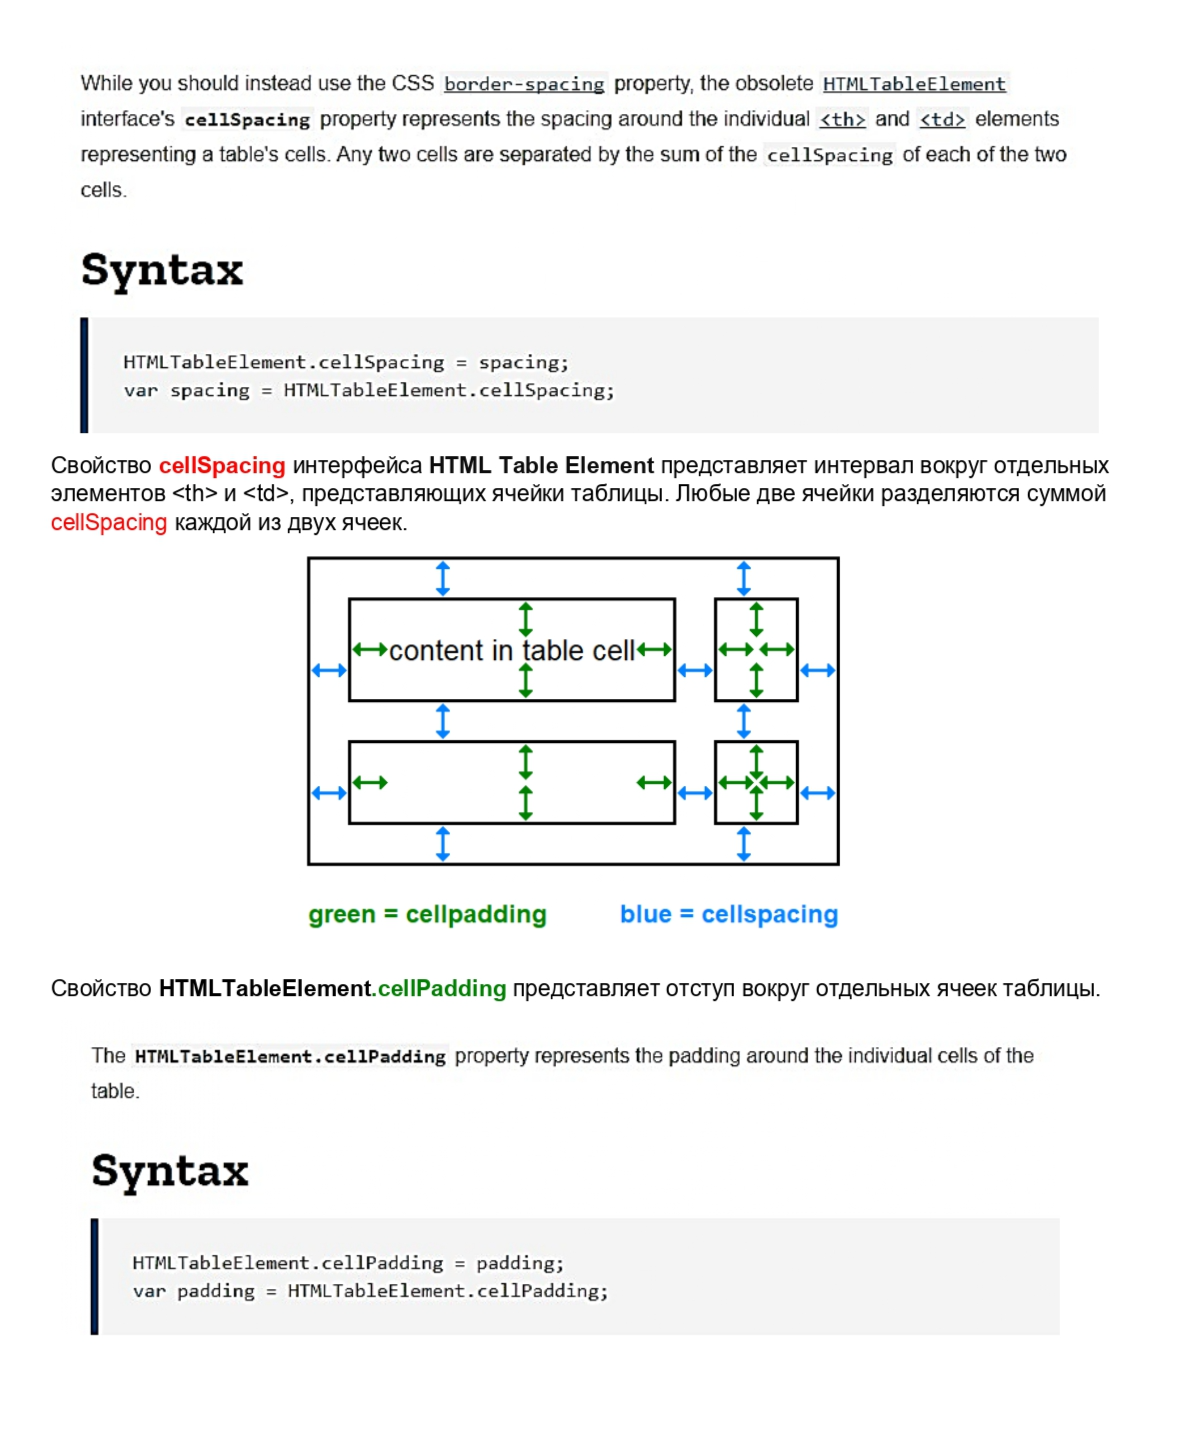 While you should instead use the CSS border-spacing property, the obsolete HTMLTableElement
interface's cellSpacing property represents the spacing around the individual <th> and <td> elements
representing a table's cells. Any two cells are separated by the sum of the cellSpacing of each of the two
cells.
Syntax
HTMLTableElement.cellSpacing = spacing;
var spacing = HTMLTableElement.cellSpacing;
Свойство cellSpacing интерфейса HTML Table Element представляет интервал вокруг отдельных
элементов <th> и <td>, представляющих ячейки таблицы. Любые две ячейки разделяются суммой
cellSpacing каждой из двух ячеек.
content in table cell
green = cellpadding blue = cellspacing
Свойство HTMLTableElement.cellPadding представляет отступ вокруг отдельных ячеек таблицы.
The HTMLTableElement.cellPadding property represents the padding around the individual cells of the
table.
Syntax
HTMLTableElement.cellPadding = padding;
var padding = HTMLTableElement.cellPadding;